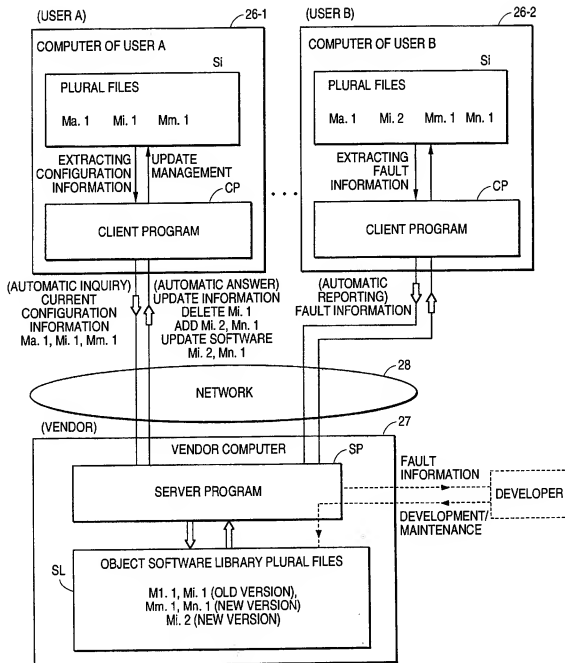 (USER A)
26-1
COMPUTER OF USER A
Si
PLURAL FILES
Ma. 1 Mi. 1 Mm. 1
EXTRACTING
CONFIGURATION
INFORMATION
UPDATE
MANAGEMENT
CP
CLIENT PROGRAM
(USER B)
26-2
COMPUTER OF USER B
Si
PLURAL FILES
Ma. 1 Mi. 2 Mm. 1 Mn. 1
EXTRACTING
FAULT
INFORMATION
CP
CLIENT PROGRAM
(AUTOMATIC INQUIRY)
CURRENT
CONFIGURATION
INFORMATION
Ma. 1, Mi. 1, Mm. 1
(AUTOMATIC ANSWER)
UPDATE INFORMATION
DELETE Mi. 1
ADD Mi. 2, Mn. 1
UPDATE SOFTWARE
Mi. 2, Mn. 1
(AUTOMATIC
REPORTING)
FAULT INFORMATION
28
NETWORK
(VENDOR)
27
VENDOR COMPUTER
SP
SERVER PROGRAM
FAULT
INFORMATION
DEVELOPER
DEVELOPMENT/
MAINTENANCE
SL
OBJECT SOFTWARE LIBRARY PLURAL FILES
M1. 1, Mi. 1 (OLD VERSION),
Mm. 1, Mn. 1 (NEW VERSION)
Mi. 2 (NEW VERSION)